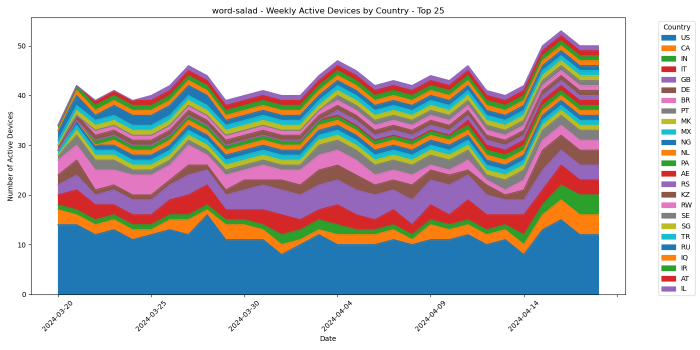 word-salad - Weekly Active Devices by Country - Top 25
Number of Active Devices
50
40
30
20
10
0
2024-03-20
2024-03-25
2024-03-30
2024-04-04
2024-04-09
2024-04-14
Date
Country
US
CA
IN
IT
GB
DE
BR
PT
MK
MX
NG
NL
PA
AE
RS
KZ
RW
SE
SG
TR
RU
IQ
IR
AT
IL